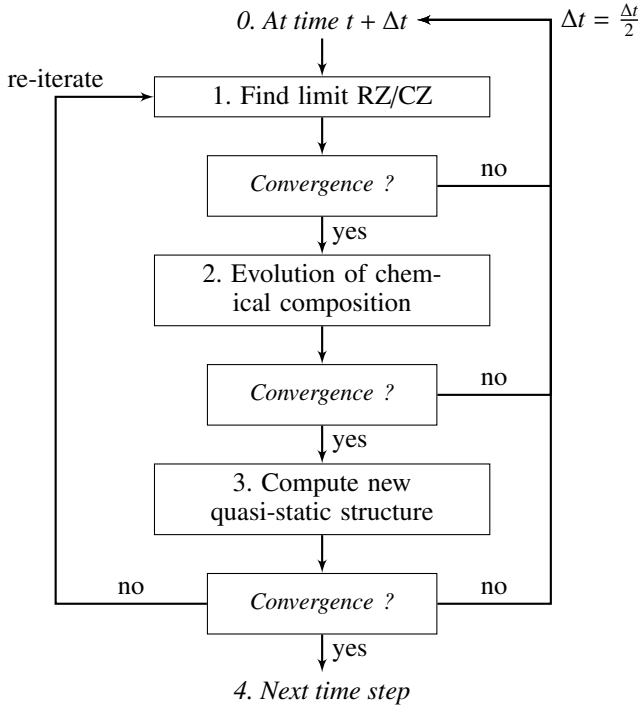 0. At time t + Δt
Δt = Δt/2
re-iterate
1. Find limit RZ/CZ
Convergence ?
no
yes
2. Evolution of chem-
ical composition
Convergence ?
no
yes
3. Compute new
quasi-static structure
no
Convergence ?
no
yes
4. Next time step